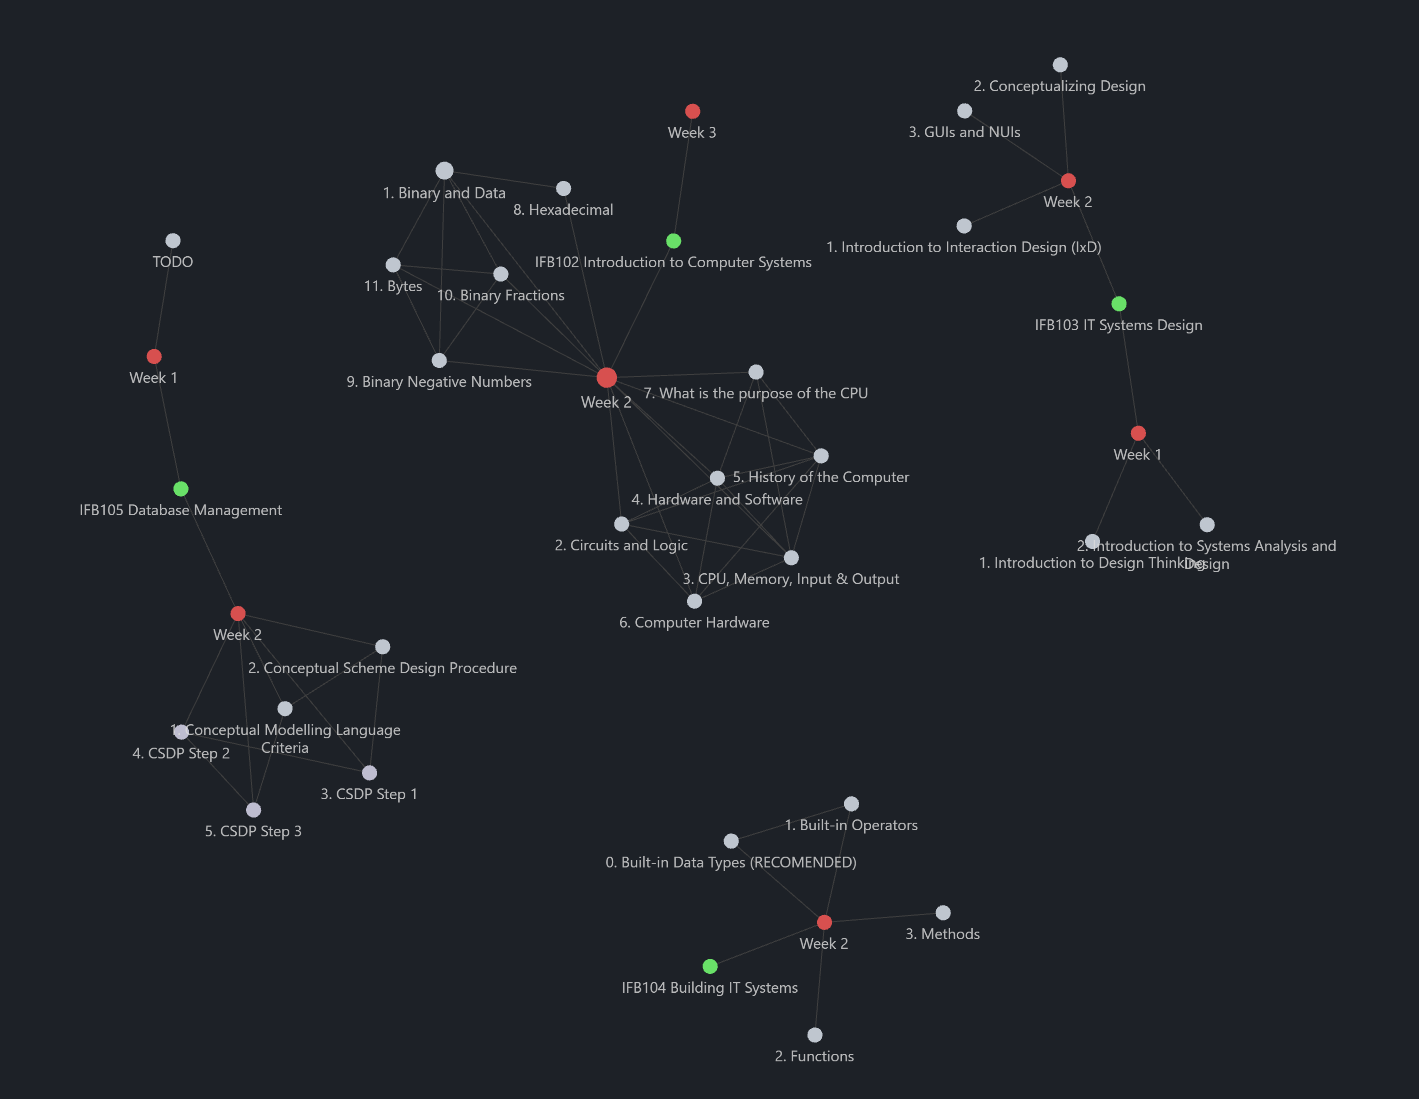 2. Conceptualizing Design
3. GUIs and NUIs
Week 3
1. Binary and Data
8. Hexadecimal
Week 2
1. Introduction to Interaction Design (IxD)
TODO
IFB102 Introduction to Computer Systems
11. Bytes
10. Binary Fractions
IFB103 IT Systems Design
Week 1
9. Binary Negative Numbers
7. What is the purpose of the CPU
Week 2
Week 1
5. History of the Computer
4. Hardware and Software
IFB105 Database Management
2. Circuits and Logic
2. Introduction to Systems Analysis and
Design
1. Introduction to Design Thinking
3. CPU, Memory, Input & Output
6. Computer Hardware
Week 2
2. Conceptual Scheme Design Procedure
1. Conceptual Modelling Language
Criteria
4. CSDP Step 2
3. CSDP Step 1
5. CSDP Step 3
1. Built-in Operators
0. Built-in Data Types (RECOMENDED)
3. Methods
Week 2
IFB104 Building IT Systems
2. Functions